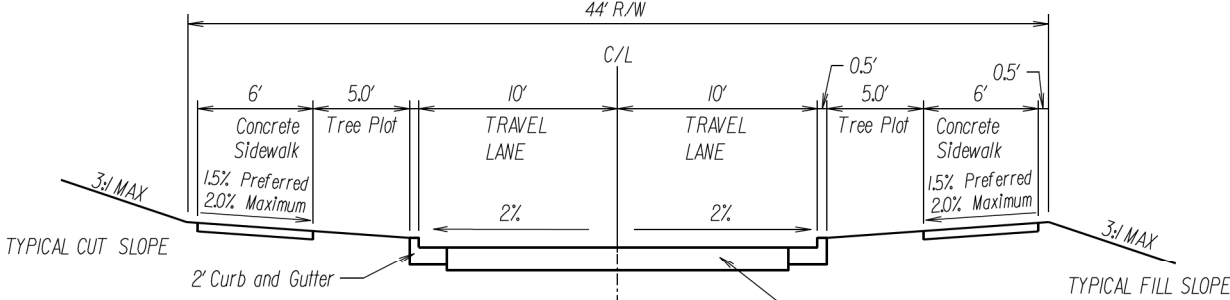 44' R/W
C/L
0.5'
0.5'
6'
5.0'
10'
10'
5.0'
6'
Concrete
Sidewalk
Tree Plot
TRAVEL
LANE
TRAVEL
LANE
Tree Plot
Concrete
Sidewalk
1.5% Preferred
2.0% Maximum
1.5% Preferred
2.0% Maximum
3:1 MAX
2%
2%
3:1 MAX
TYPICAL CUT SLOPE
2' Curb and Gutter
TYPICAL FILL SLOPE